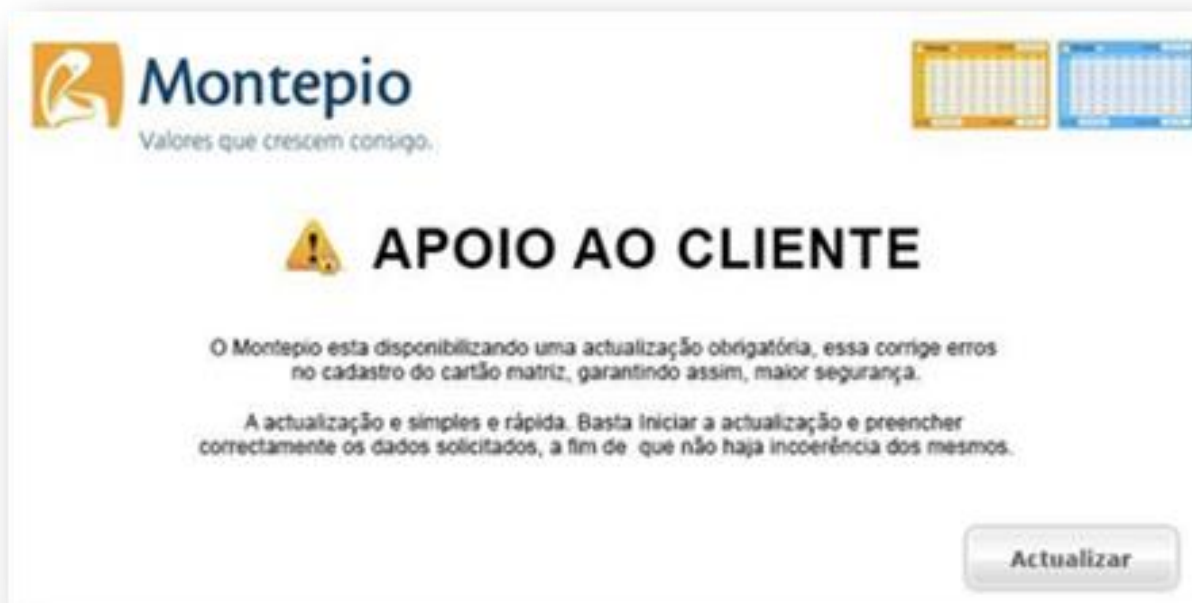 Montepio
Valores que crescem consigo.
APOIO AO CLIENTE
O Montepio esta disponibilizando uma actualização obrigatória, essa corrige erros
no cadastro do cartão matriz, garantindo assim, maior segurança.
A actualização e simples e rápida. Basta Iniciar a actualização e preencher
correctamente os dados solicitados, a fim de que não haja incoerência dos mesmos.
Actualizar